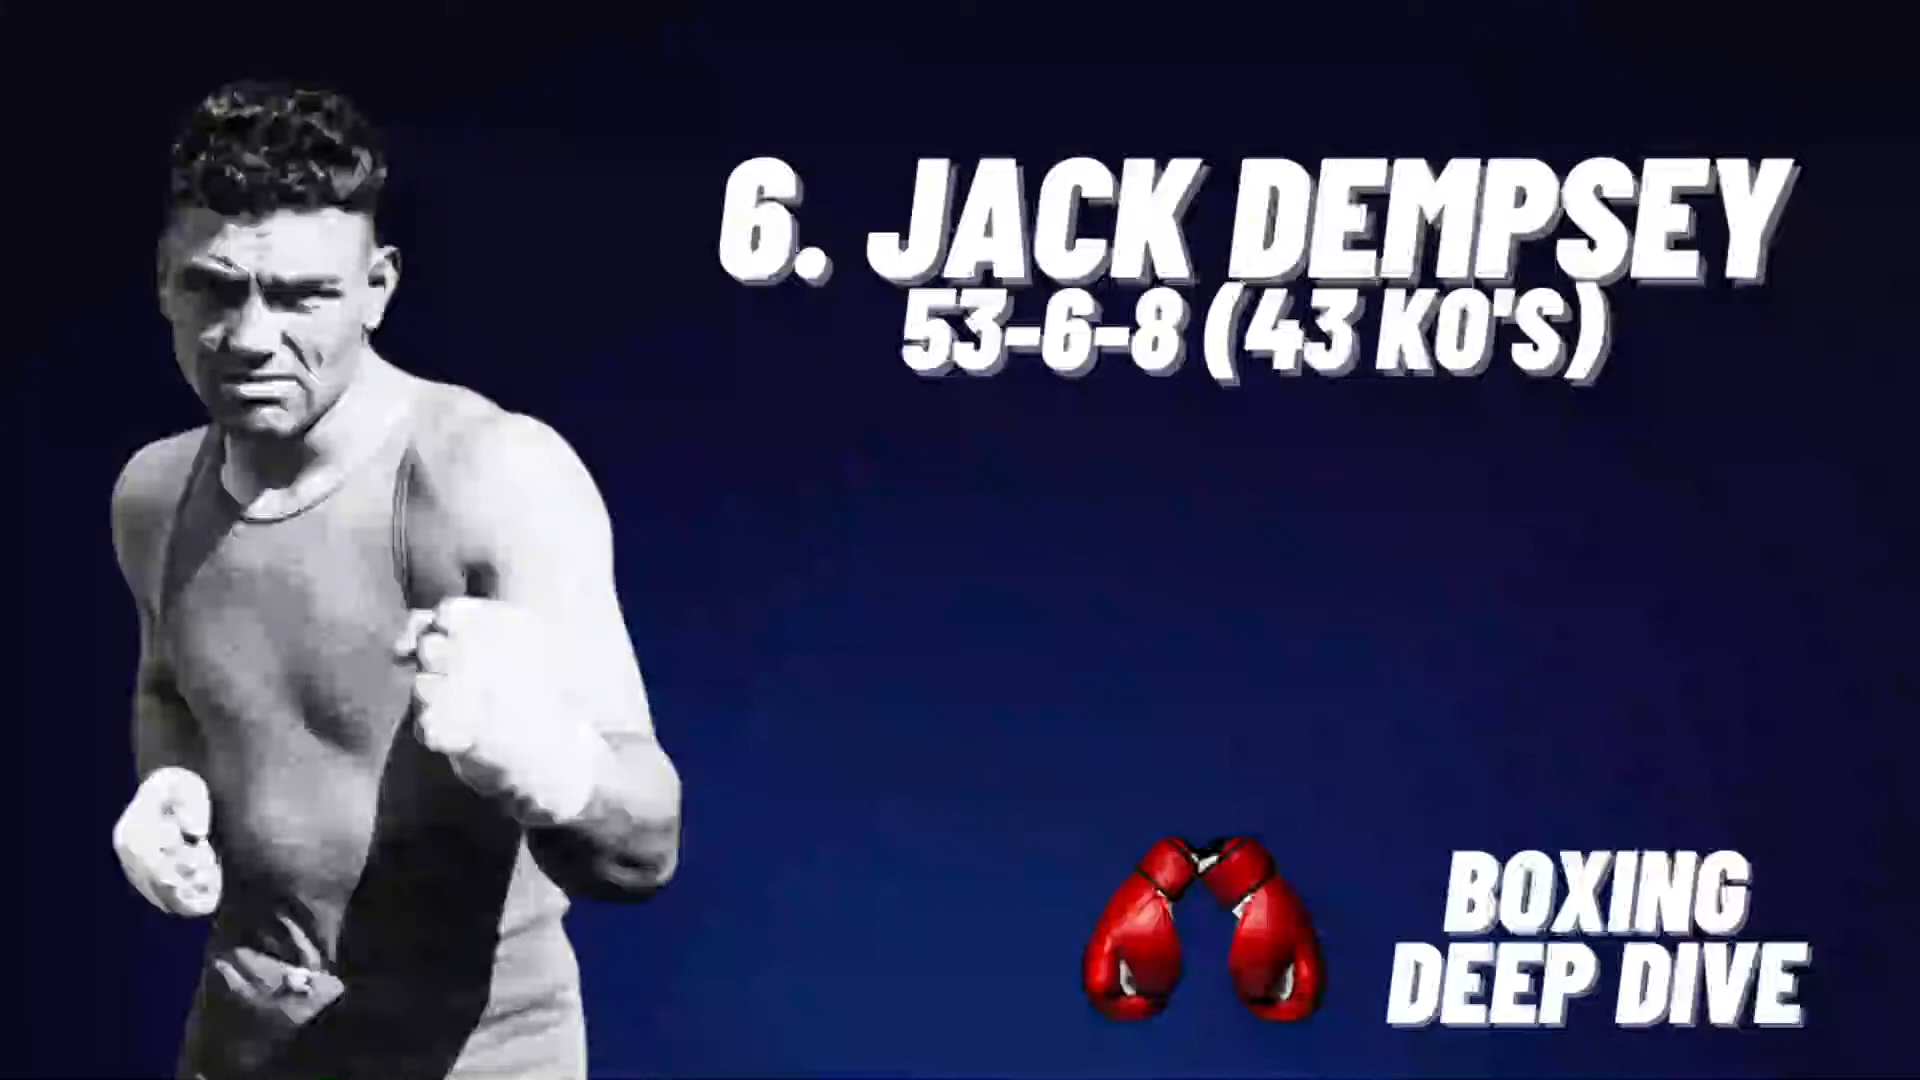 6. JACK DEMPSEY
53-6-8 (43 KO'S)
BOXING
DEEP DIVE